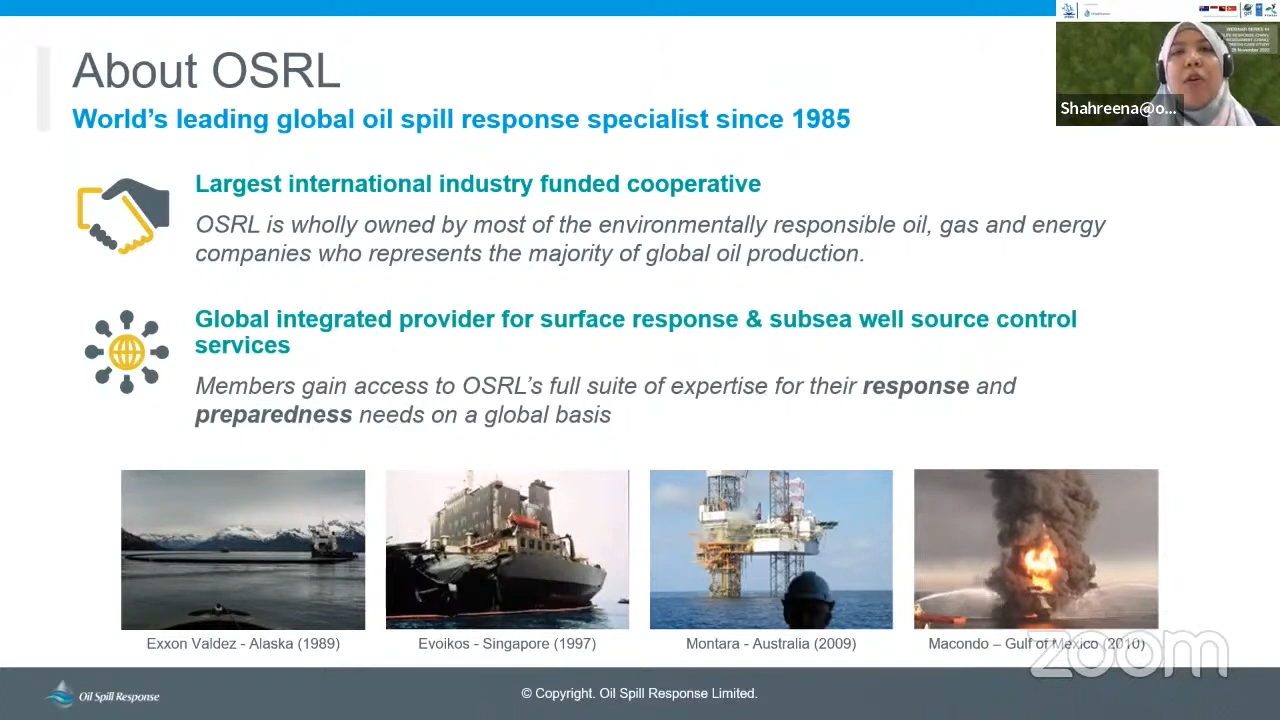 About OSRL
World's leading global oil spill response specialist since 1985
Shahreena@o...
Largest international industry funded cooperative
OSRL is wholly owned by most of the environmentally responsible oil, gas and energy
companies who represents the majority of global oil production.
Global integrated provider for surface response & subsea well source control
services
Members gain access to OSRL's full suite of expertise for their response and
preparedness needs on a global basis
Exxon Valdez - Alaska (1989)
Evoikos - Singapore (1997)
Montara - Australia (2009)
Macondo – Gulf of Mexico (2010)
zoom
Oil Spill Response
© Copyright. Oil Spill Response Limited.